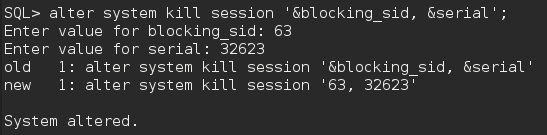 SQL> alter system kill session '&blocking_sid, &serial';
Enter value for blocking_sid: 63
Enter value for serial: 32623
old   1: alter system kill session '&blocking_sid, &serial'
new   1: alter system kill session '63, 32623'
System altered.